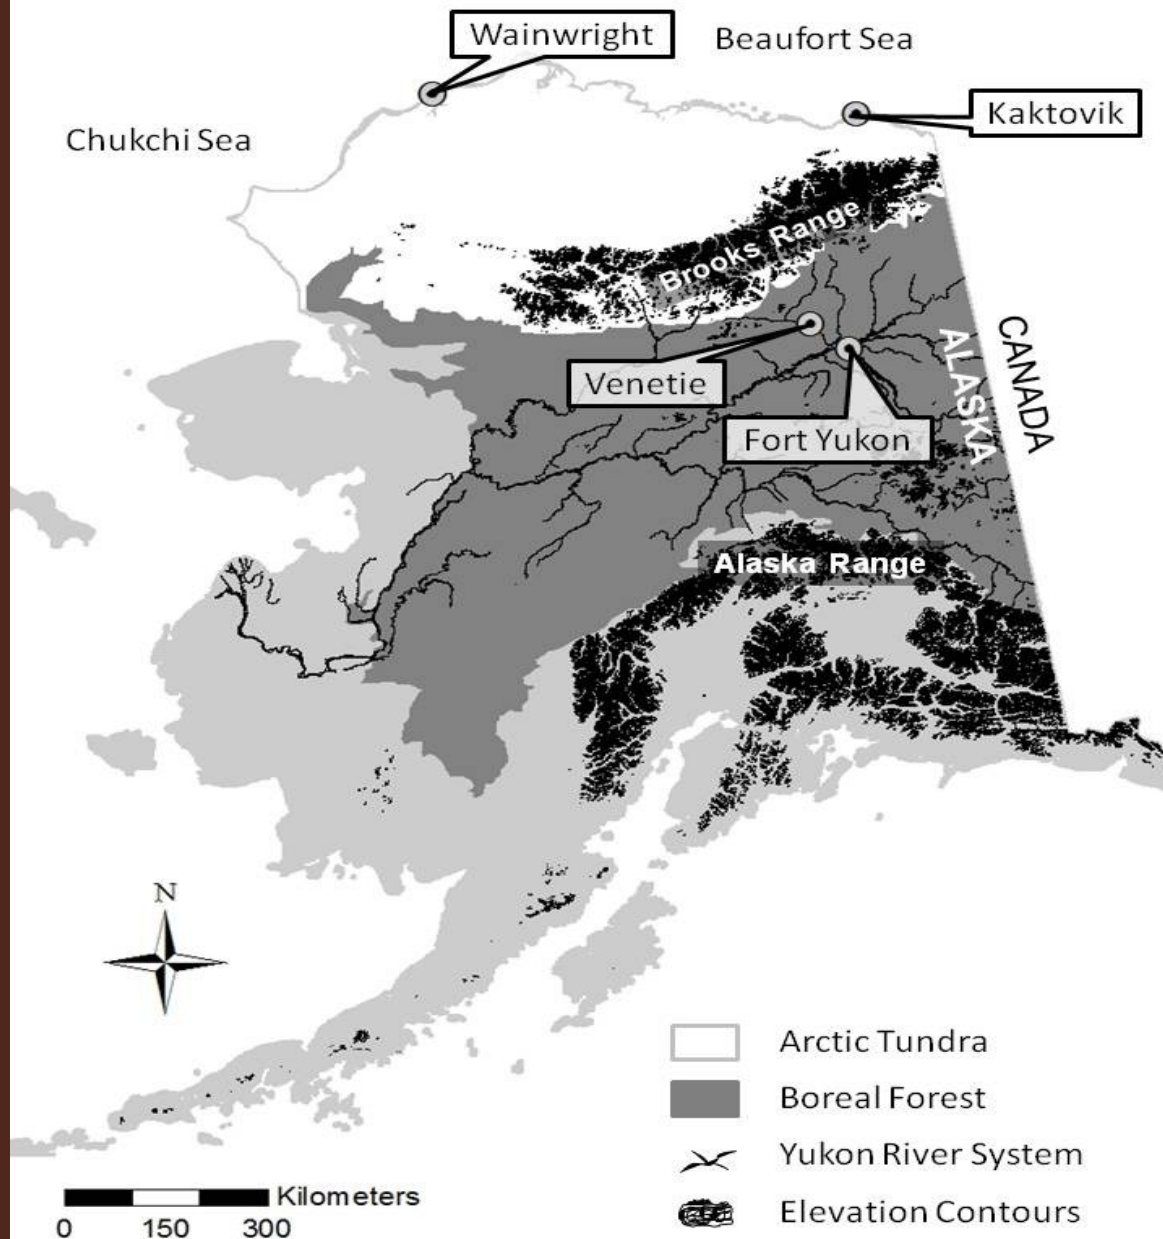 Wainwright
Beaufort Sea
Kaktovik
Chukchi Sea
Brooks Range
CANADA
ALASKA
Venetie
Fort Yukon
Alaska Range
N
Arctic Tundra
Boreal Forest
Yukon River System
Kilometers
0 150 300
Elevation Contours